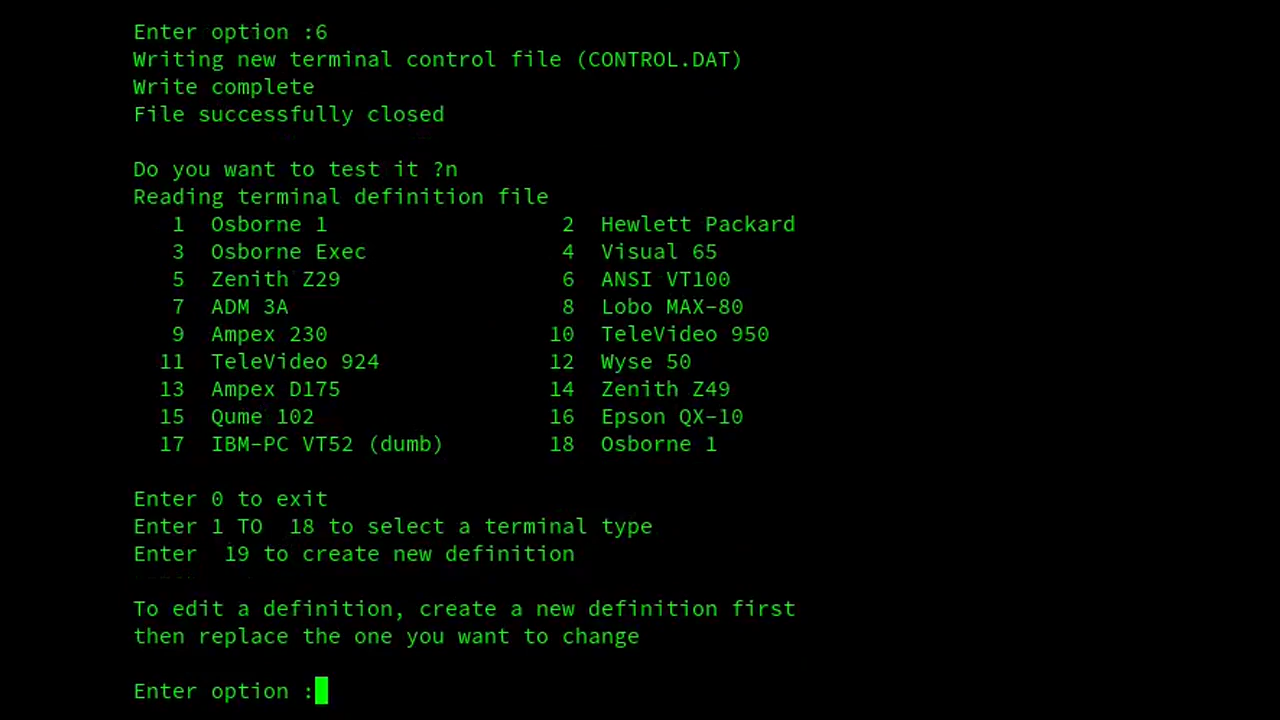 Enter option :6
Writing new terminal control file (CONTROL.DAT)
Write complete
File successfully closed
Do you want to test it ?n
Reading terminal definition file
1 Osborne 1 2 Hewlett Packard
3 Osborne Exec 4 Visual 65
5 Zenith Z29 6 ANSI VT100
7 ADM 3A 8 Lobo MAX-80
9 Ampex 230 10 TeleVideo 950
11 TeleVideo 924 12 Wyse 50
13 Ampex D175 14 Zenith Z49
15 Qume 102 16 Epson QX-10
17 IBM-PC VT52 (dumb) 18 Osborne 1
Enter 0 to exit
Enter 1 TO 18 to select a terminal type
Enter 19 to create new definition
To edit a definition, create a new definition first
then replace the one you want to change
Enter option :